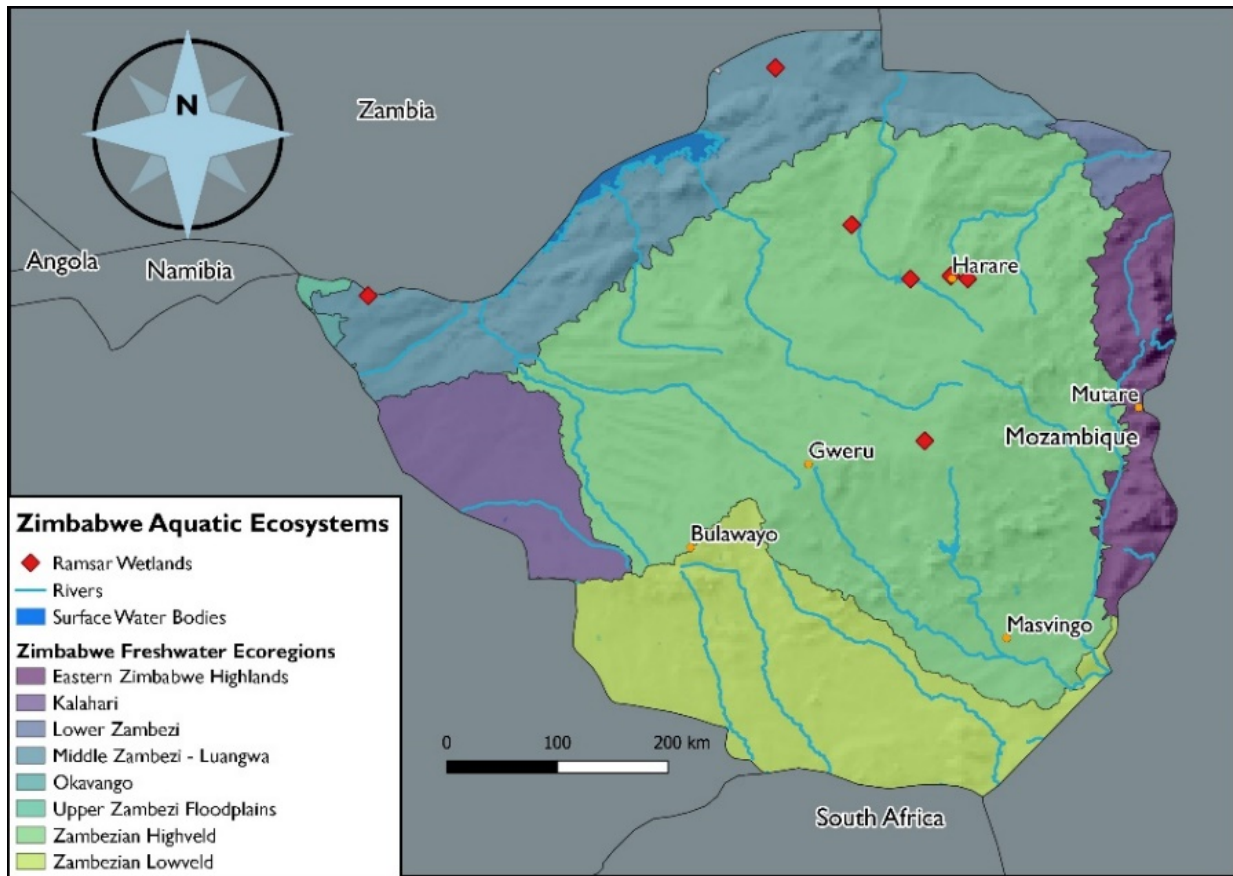 N
Zambia
Angola
Namibia
Harare
Mutare
Mozambique
Gweru
Bulawayo
Masvingo
South Africa
0 100 200 km
Zimbabwe Aquatic Ecosystems
Ramsar Wetlands
Rivers
Surface Water Bodies
Zimbabwe Freshwater Ecoregions
Eastern Zimbabwe Highlands
Kalahari
Lower Zambezi
Middle Zambezi - Luangwa
Okavango
Upper Zambezi Floodplains
Zambezian Highveld
Zambezian Lowveld